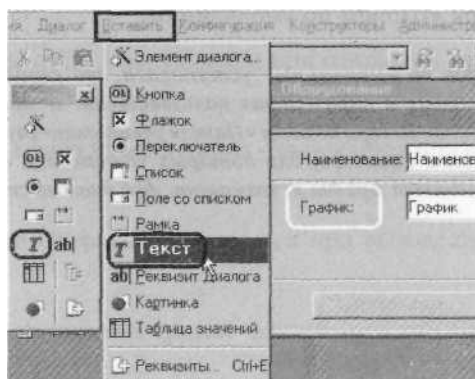 Диалог Вставить Конфигурация Конструкторы
Элемент диалога...
Кнопка
Флажок
Переключатель
Список
Поле со списком
Рамка
Текст
Реквизит Диалога
Картинка
Таблица значений
Реквизиты... Ctrl+E
Наименование: Наименов
График: График